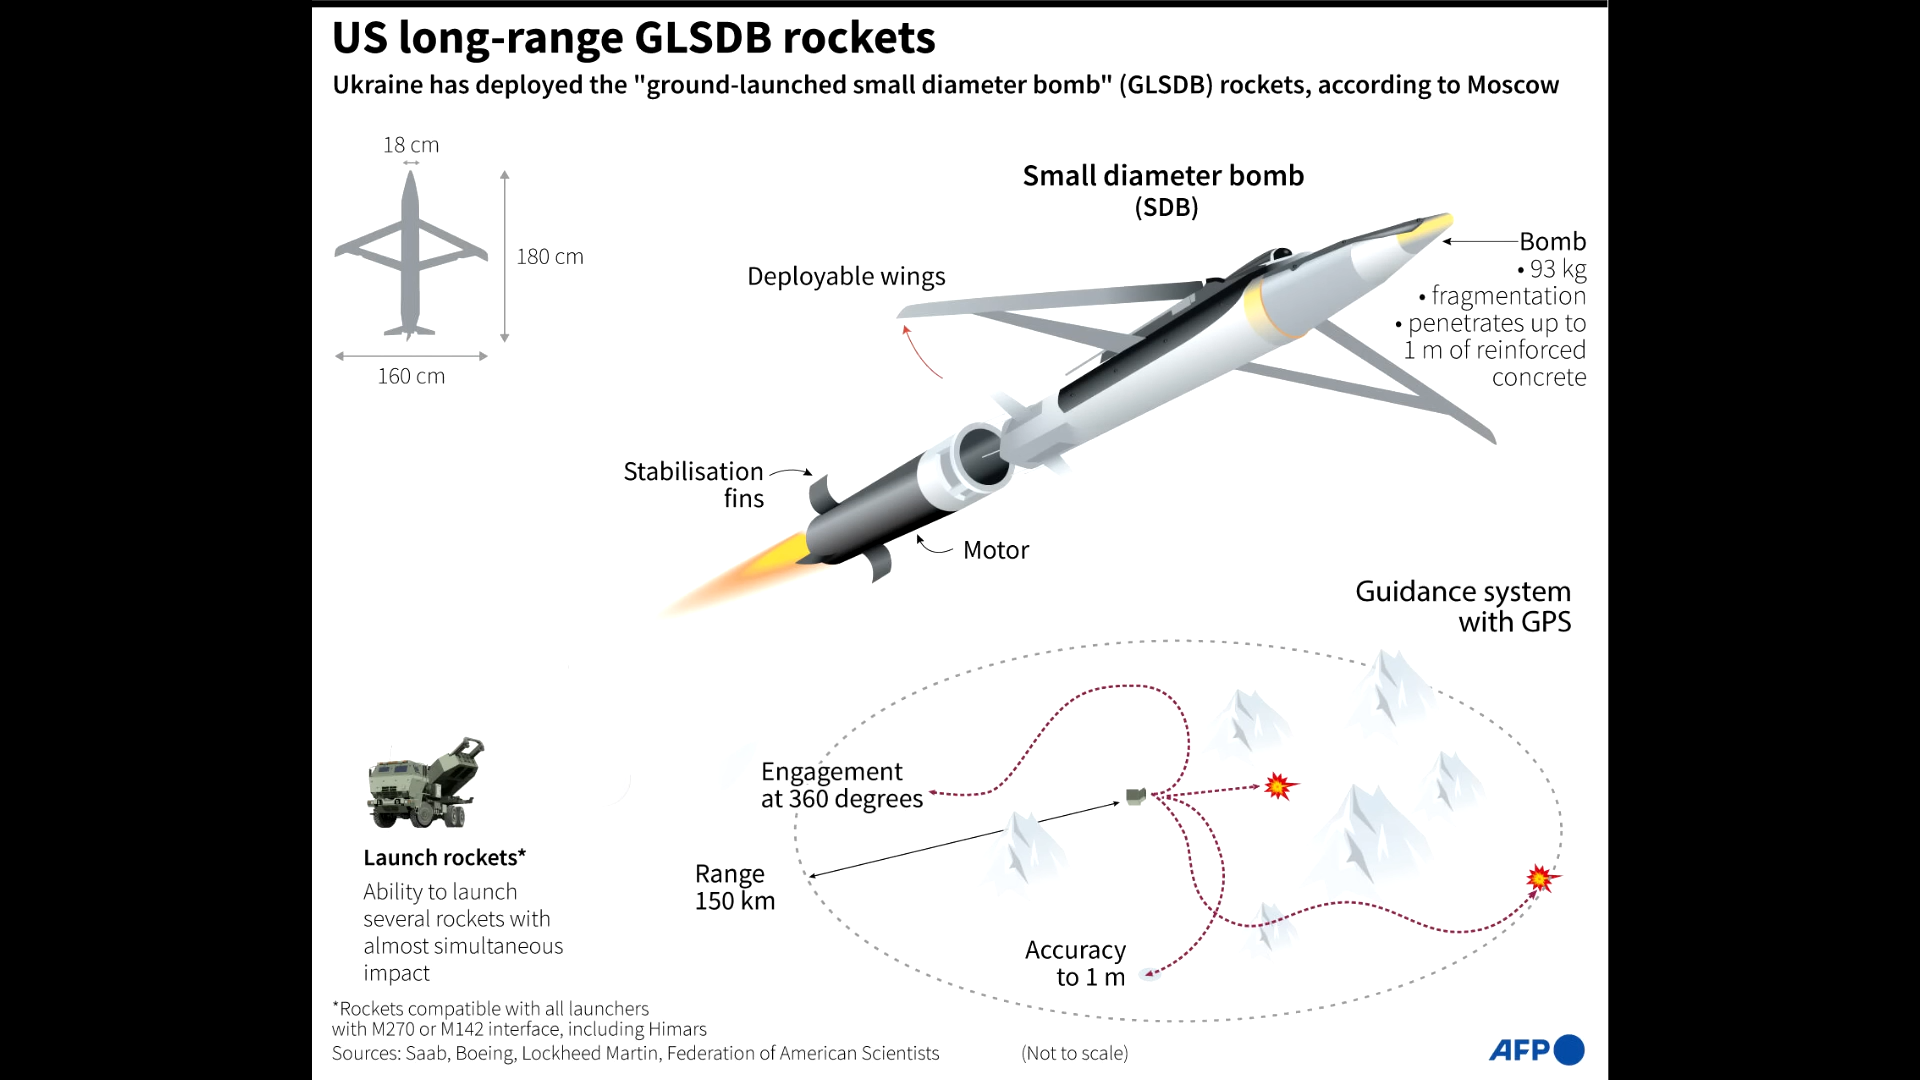 US long-range GLSDB rockets
Ukraine has deployed the "ground-launched small diameter bomb" (GLSDB) rockets, according to Moscow
18 cm
180 cm
160 cm
Small diameter bomb
(SDB)
Deployable wings
Bomb
• 93 kg
• fragmentation
• penetrates up to
1 m of reinforced
concrete
Stabilisation
fins
Motor
Guidance system
with GPS
Engagement
at 360 degrees
Range
150 km
Accuracy
to 1 m
Launch rockets*
Ability to launch
several rockets with
almost simultaneous
impact
*Rockets compatible with all launchers
with M270 or M142 interface, including Himars
Sources: Saab, Boeing, Lockheed Martin, Federation of American Scientists
(Not to scale)
AFP